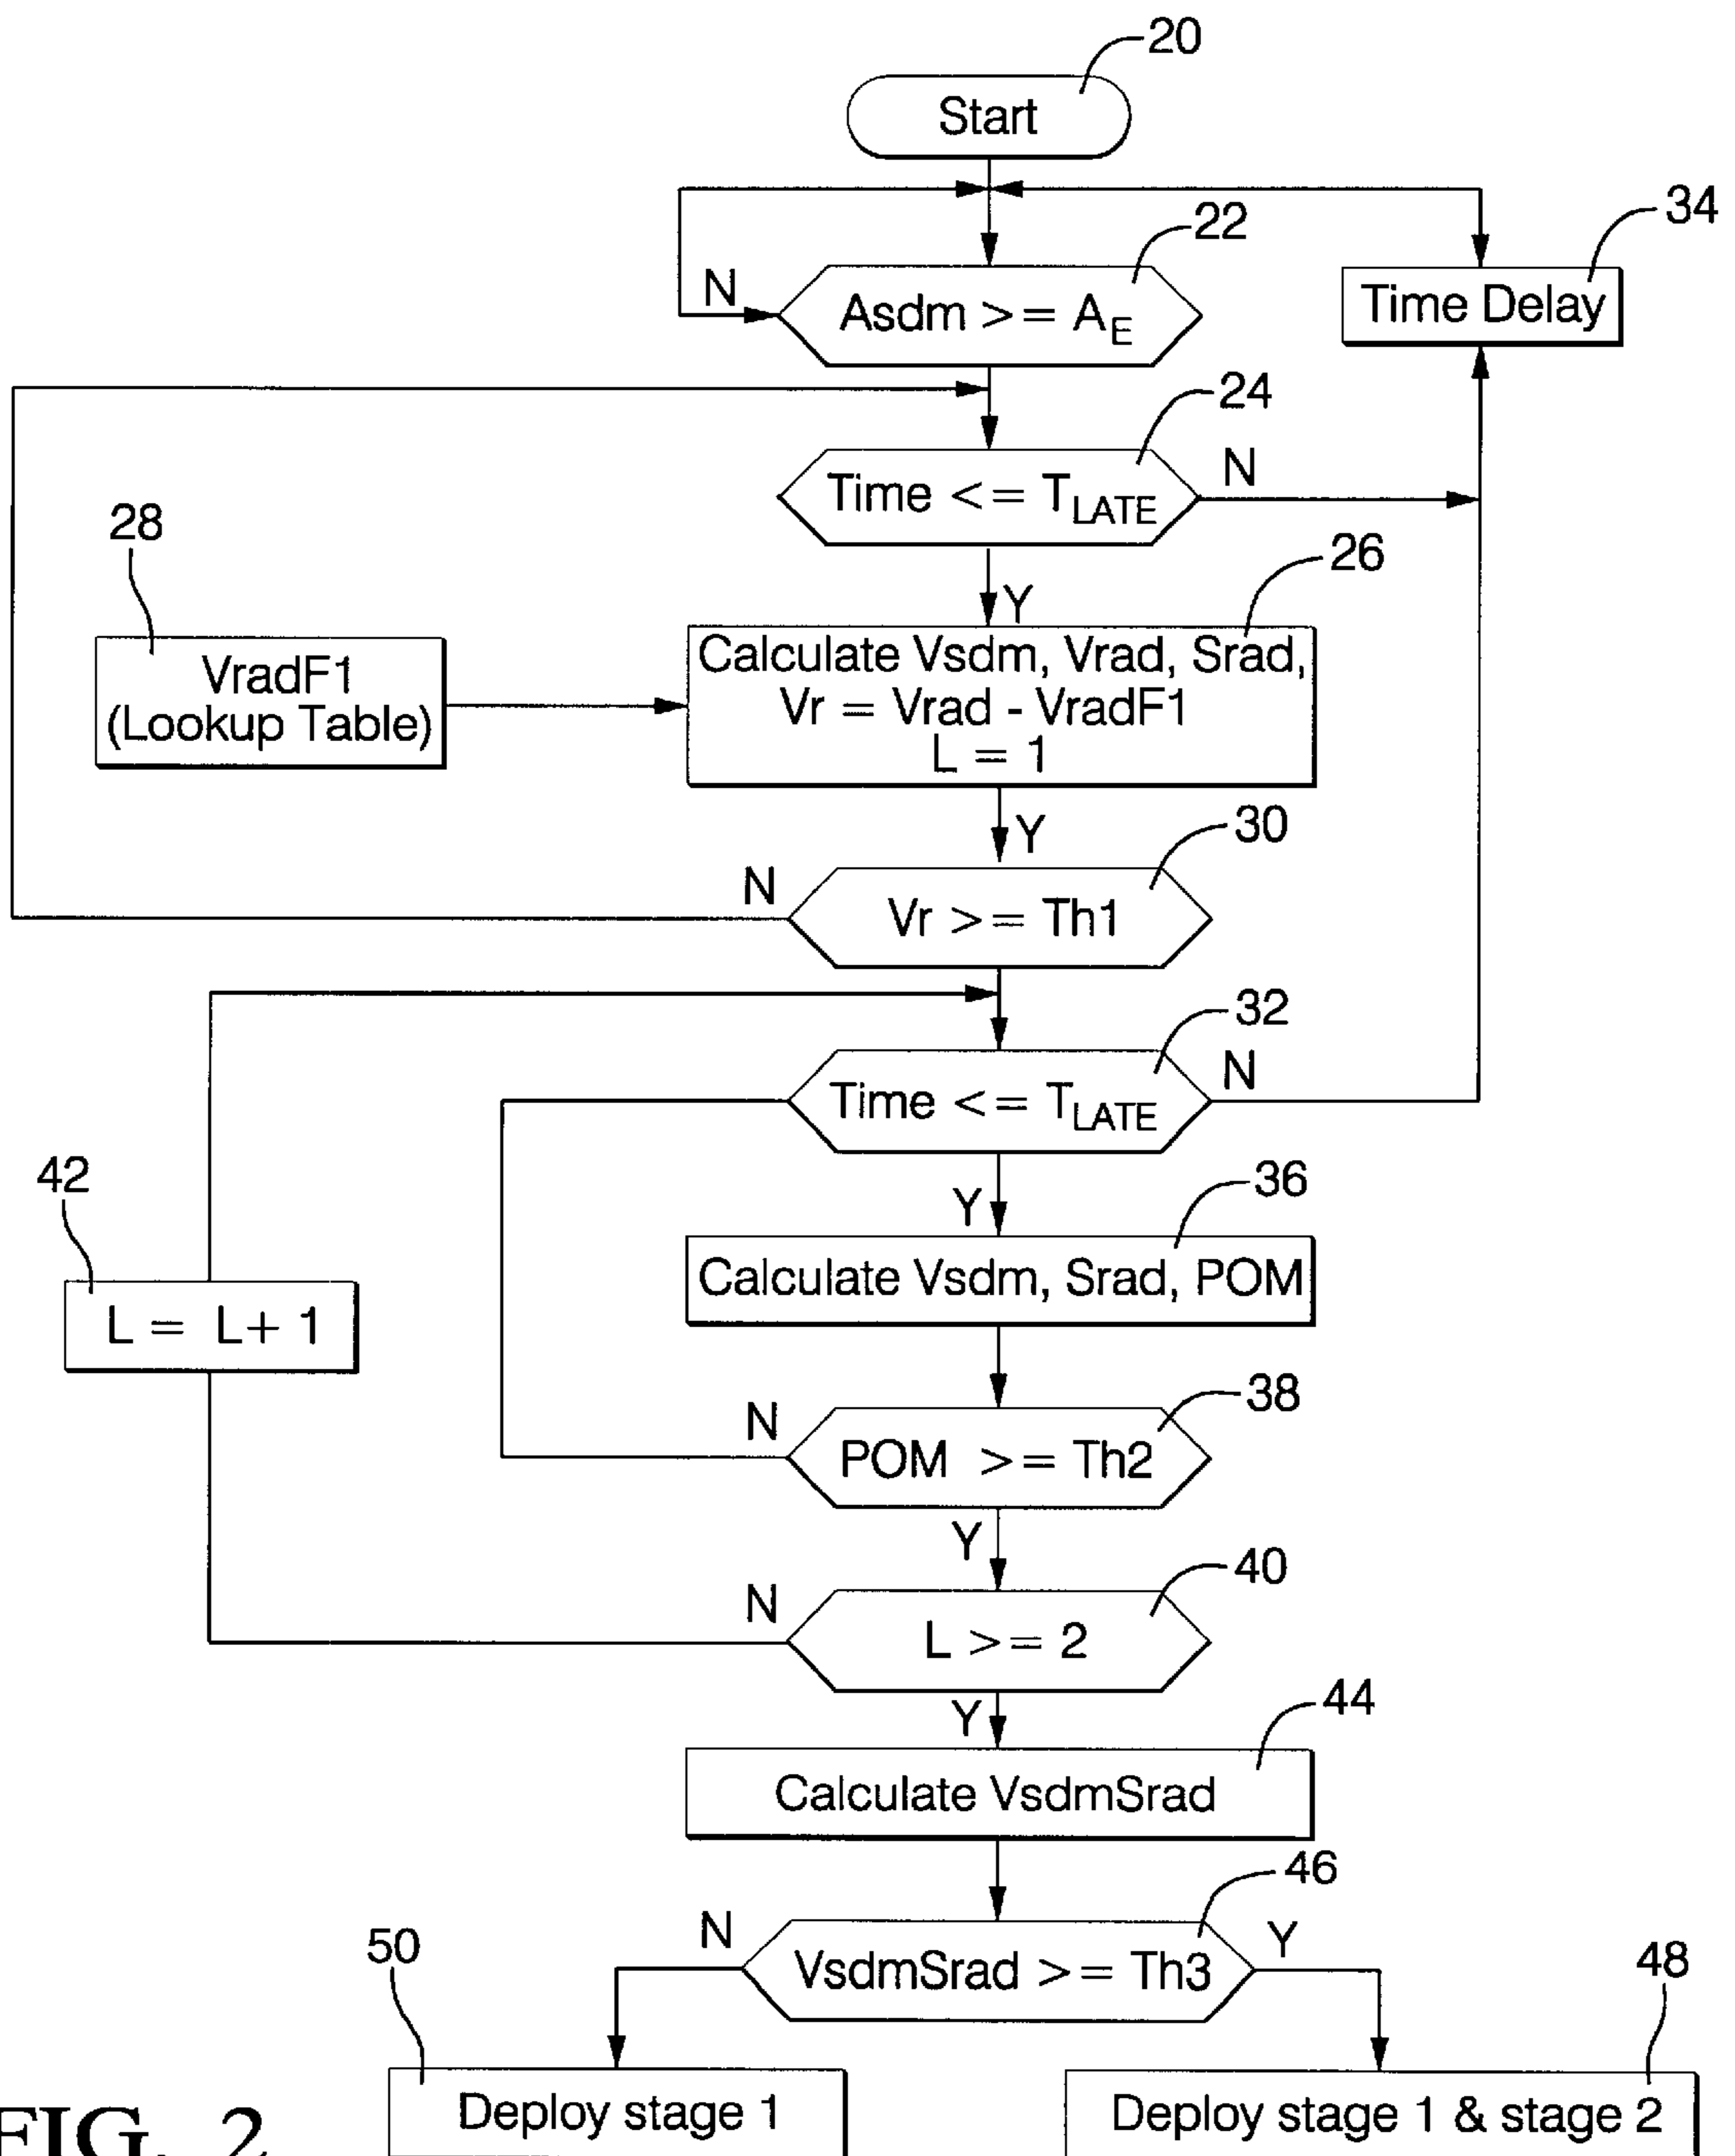 20
Start
34
22
N
Asdm >= AE
Time Delay
24
Time <= TLATE
N
28
26
Y
VradF1
(Lookup Table)
Calculate Vsdm, Vrad, Srad,
Vr = Vrad - VradF1
L = 1
Y
30
N
Vr >= Th1
32
Time <= TLATE
N
42
36
Y
Calculate Vsdm, Srad, POM
L = L+ 1
38
N
POM >= Th2
Y
40
N
L >= 2
Y
44
Calculate VsdmSrad
46
N
VsdmSrad >= Th3
Y
50
48
Deploy stage 1
Deploy stage 1 & stage 2
FIG. 2